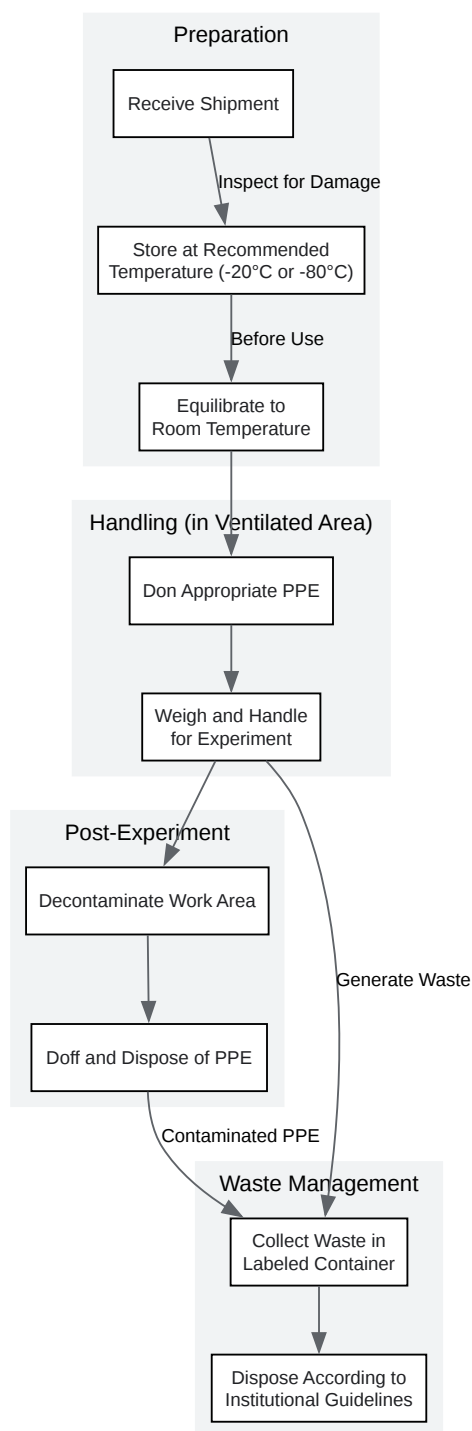 Preparation
Receive Shipment
Inspect for Damage
Store at Recommended
Temperature (-20°C or -80°C)
Before Use
Equilibrate to
Room Temperature
Handling (in Ventilated Area)
Don Appropriate PPE
Weigh and Handle
for Experiment
Post-Experiment
Decontaminate Work Area
Generate Waste
Doff and Dispose of PPE
Contaminated PPE
Waste Management
Collect Waste in
Labeled Container
Dispose According to
Institutional Guidelines